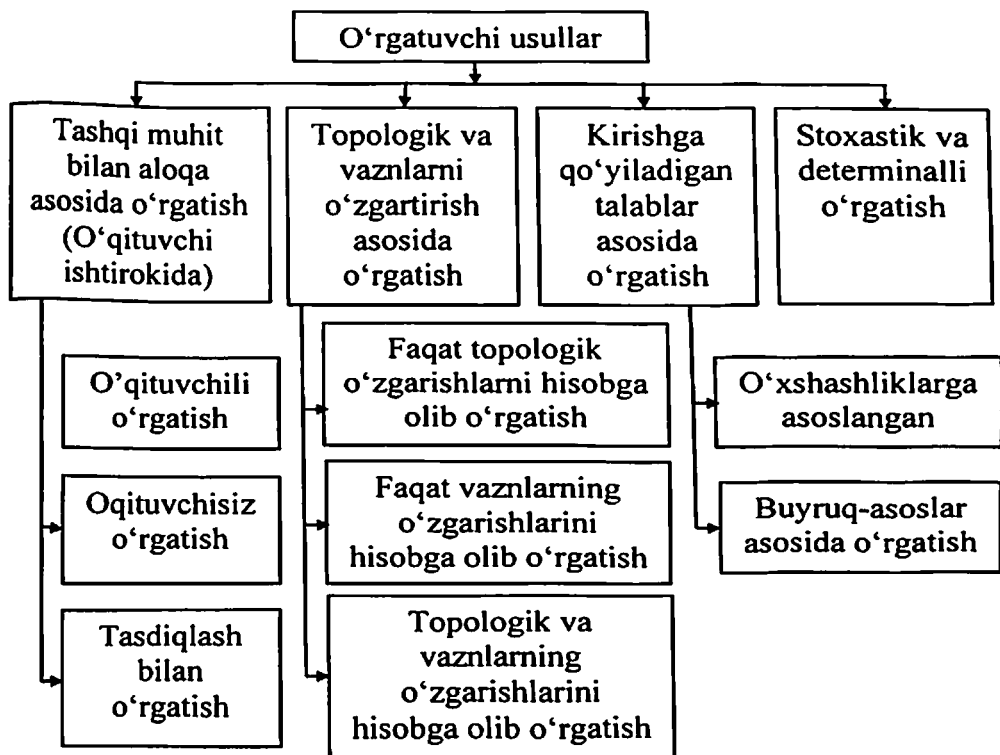 O‘rgatuvchi usullar
Tashqi muhit
bilan aloqa
asosida o‘rgatish
(O‘qituvchi
ishtirokida)
Topologik va
vaznlarni
o‘zgartirish
asosida
o‘rgatish
Kirishga
qo‘yiladigan
talablar
asosida
o‘rgatish
Stoxastik va
determinalli
o‘rgatish
O’qituvchili
o‘rgatish
Oqituvchisiz
o‘rgatish
Tasdiqlash
bilan
o‘rgatish
Faqat topologik
o‘zgarishlarni hisobga
olib o‘rgatish
Faqat vaznlarning
o‘zgarishlarini
hisobga olib o‘rgatish
Topologik va
vaznlarning
o‘zgarishlarini
hisobga olib o‘rgatish
O‘xshashliklarga
asoslangan
Buyruq-asoslar
asosida o‘rgatish